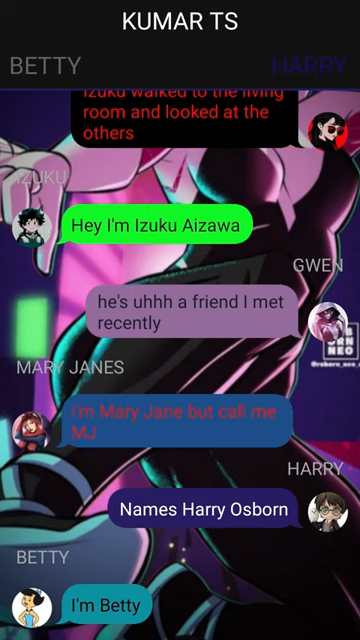 KUMAR TS
BETTY
HARRY
Izuku walked to the living
room and looked at the
others
IZUKU
Hey I'm Izuku Aizawa
GWEN
he's uhhh a friend I met
recently
MARY JANES
I'm Mary Jane but call me
MJ
HARRY
Names Harry Osborn
BETTY
I'm Betty